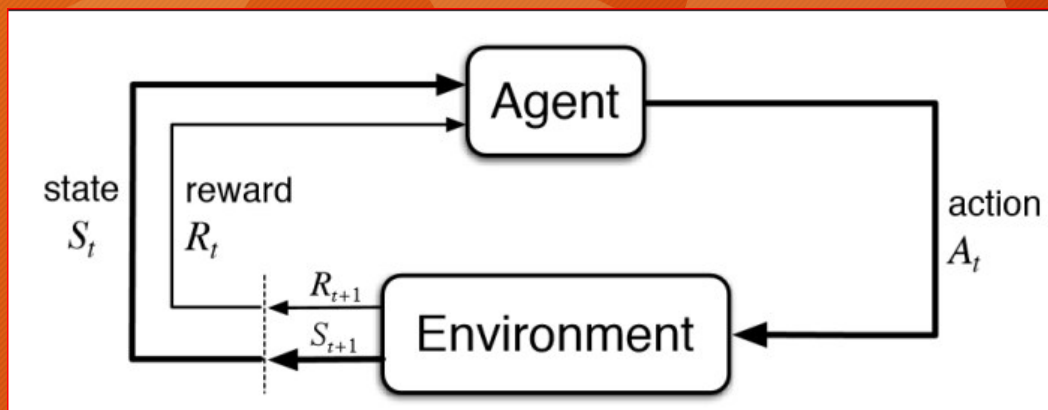 Agent
state
S_t
reward
R_t
action
A_t
R_{t+1}
S_{t+1}
Environment